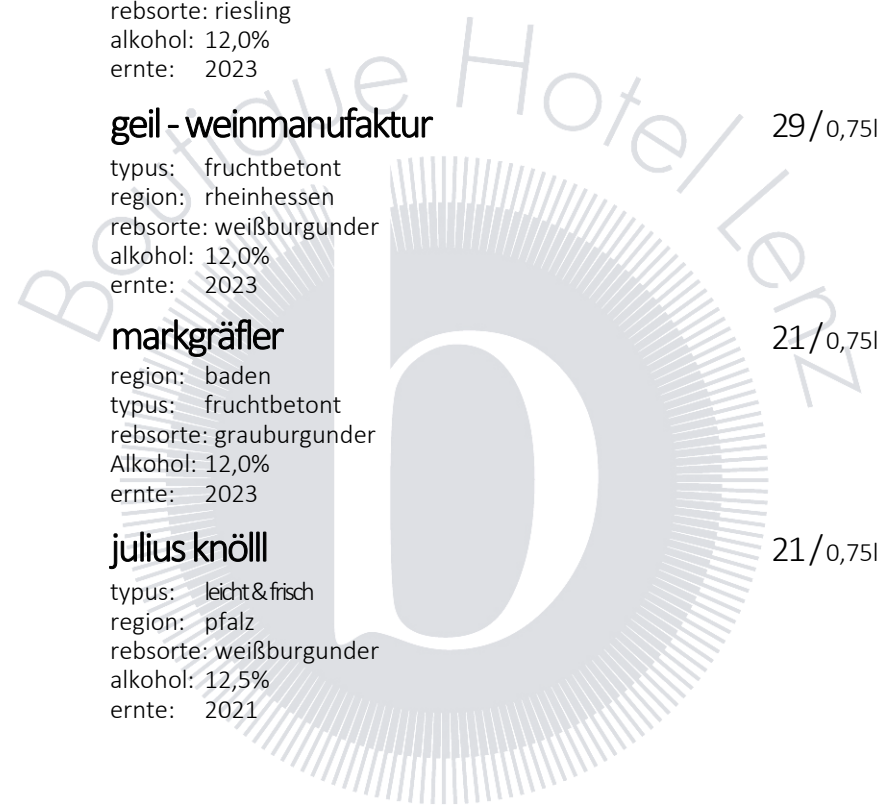 rebsorte: riesling
alkohol: 12,0%
ernte: 2023
geil - weinmanufaktur 29/0,75l
typus: fruchtbetont
region: rheinhessen
rebsorte: weißburgunder
alkohol: 12,0%
ernte: 2023
markgräfler 21/0,75l
region: baden
typus: fruchtbetont
rebsorte: grauburgunder
Alkohol: 12,0%
ernte: 2023
julius knölll 21/0,75l
typus: leicht & frisch
region: pfalz
rebsorte: weißburgunder
alkohol: 12,5%
ernte: 2021
Boutique Hotel Lenz
b